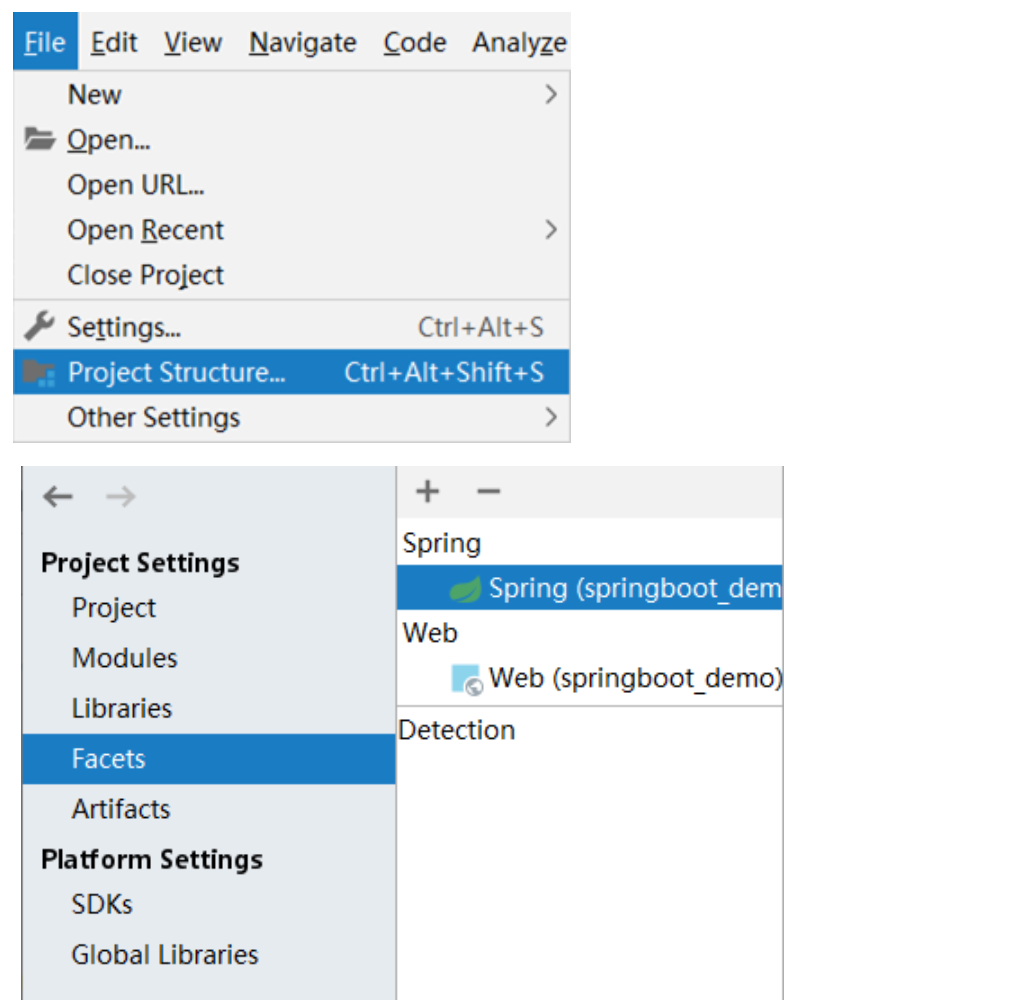 File Edit View Navigate Code Analyze
New
Open...
Open URL...
Open Recent
Close Project
Settings... Ctrl+Alt+S
Project Structure... Ctrl+Alt+Shift+S
Other Settings
Project Settings
Project
Modules
Libraries
Facets
Artifacts
Platform Settings
SDKs
Global Libraries
Spring
Spring (springboot_dem
Web
Web (springboot_demo)
Detection